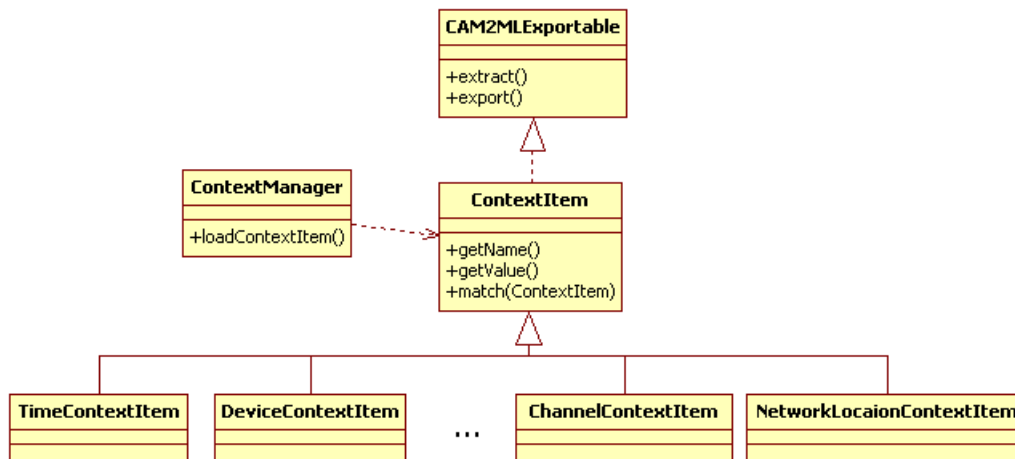 CAM2MLExportable
+extract()
+export()
ContextManager
+loadContextItem()
ContextItem
+getName()
+getValue()
+match(ContextItem)
TimeContextItem
DeviceContextItem
...
ChannelContextItem
NetworkLocaionContextItem